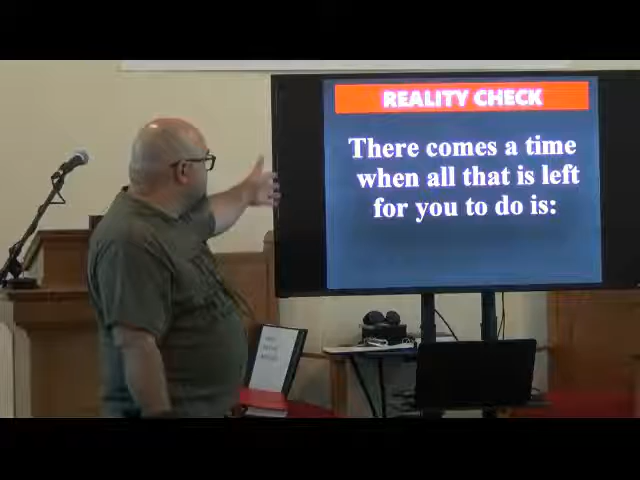 REALITY CHECK
There comes a time
when all that is left
for you to do is: